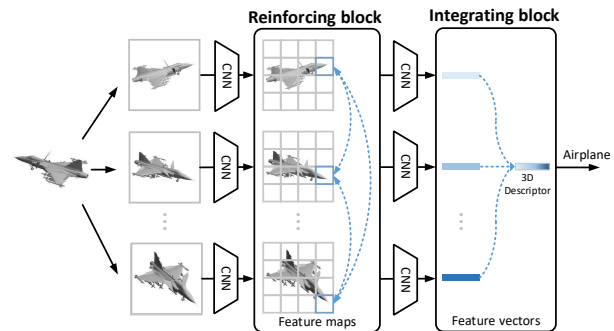 Reinforcing block
Integrating block
CNN
CNN
CNN
CNN
Airplane
3D
Descriptor
CNN
CNN
Feature maps
Feature vectors